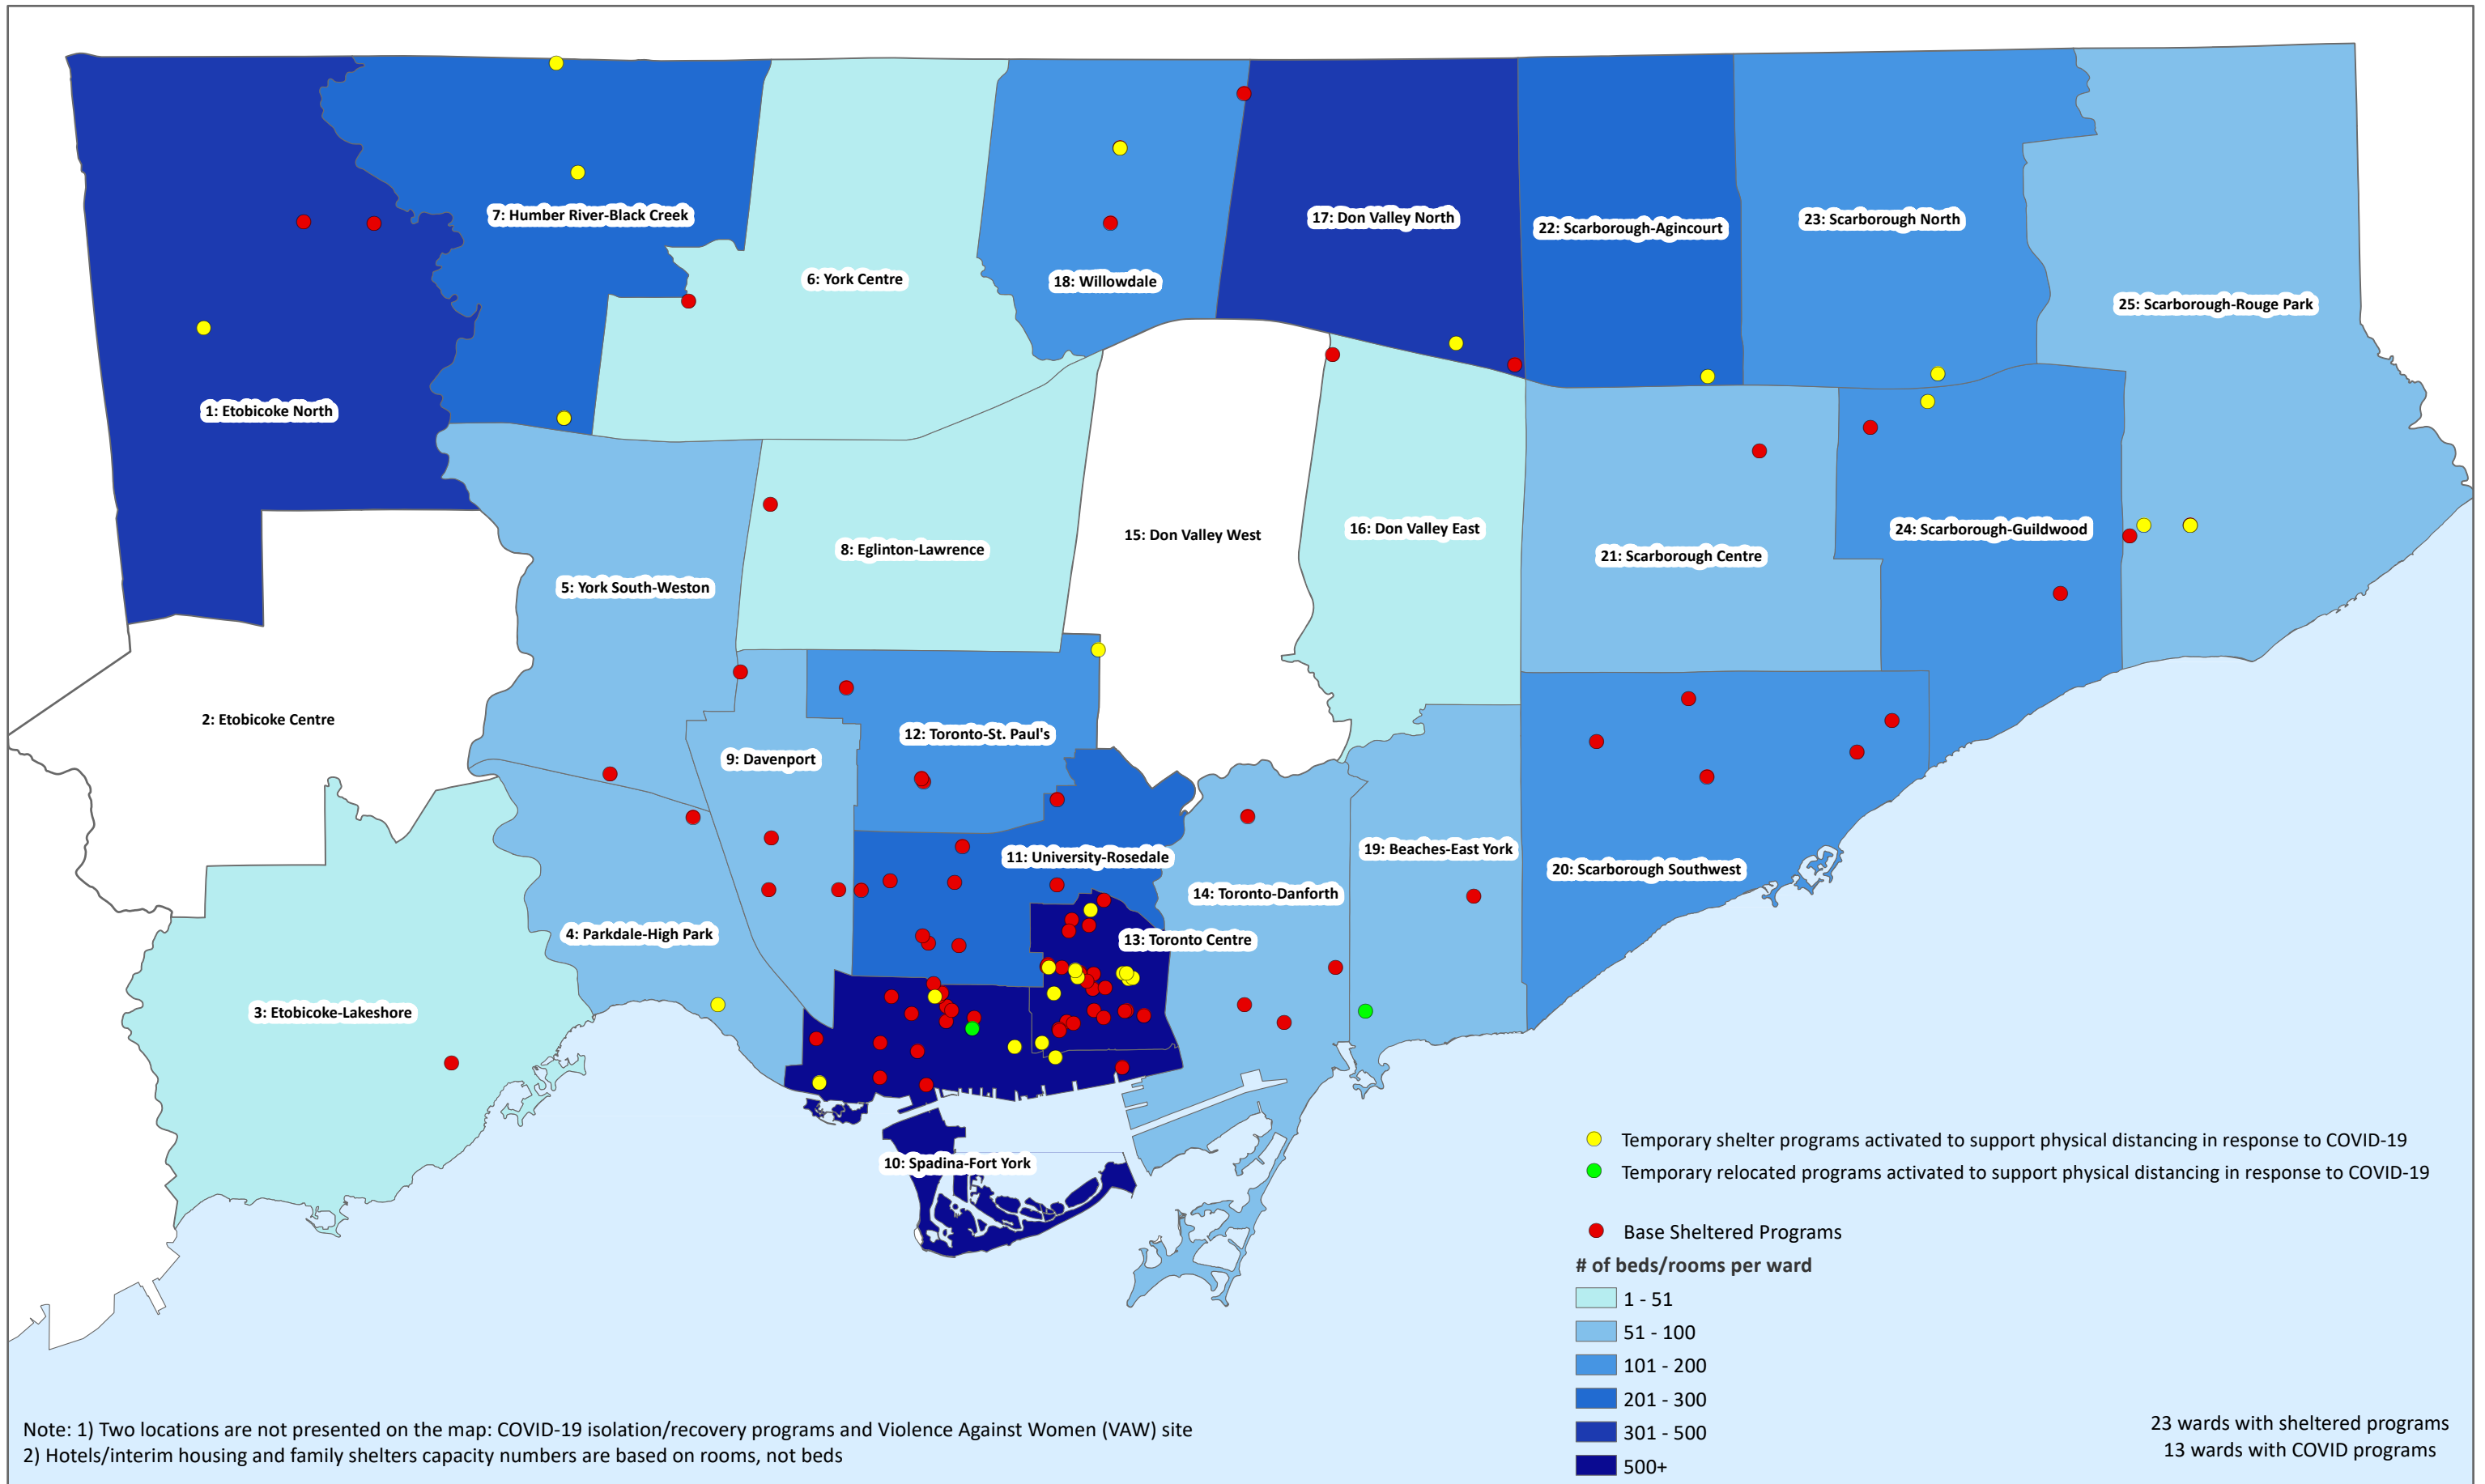 7: Humber River-Black Creek
17: Don Valley North
23: Scarborough North
22: Scarborough-Agincourt
6: York Centre
18: Willowdale
25: Scarborough-Rouge Park
1: Etobicoke North
8: Eglinton-Lawrence
15: Don Valley West
16: Don Valley East
24: Scarborough-Guildwood
21: Scarborough Centre
5: York South-Weston
2: Etobicoke Centre
12: Toronto-St. Paul's
9: Davenport
11: University-Rosedale
19: Beaches-East York
20: Scarborough Southwest
14: Toronto-Danforth
4: Parkdale-High Park
13: Toronto Centre
3: Etobicoke-Lakeshore
10: Spadina-Fort York
Temporary shelter programs activated to support physical distancing in response to COVID-19
Temporary relocated programs activated to support physical distancing in response to COVID-19
Base Sheltered Programs
# of beds/rooms per ward
1 - 51
51 - 100
101 - 200
201 - 300
301 - 500
500+
Note: 1) Two locations are not presented on the map: COVID-19 isolation/recovery programs and Violence Against Women (VAW) site
2) Hotels/interim housing and family shelters capacity numbers are based on rooms, not beds
23 wards with sheltered programs
13 wards with COVID programs